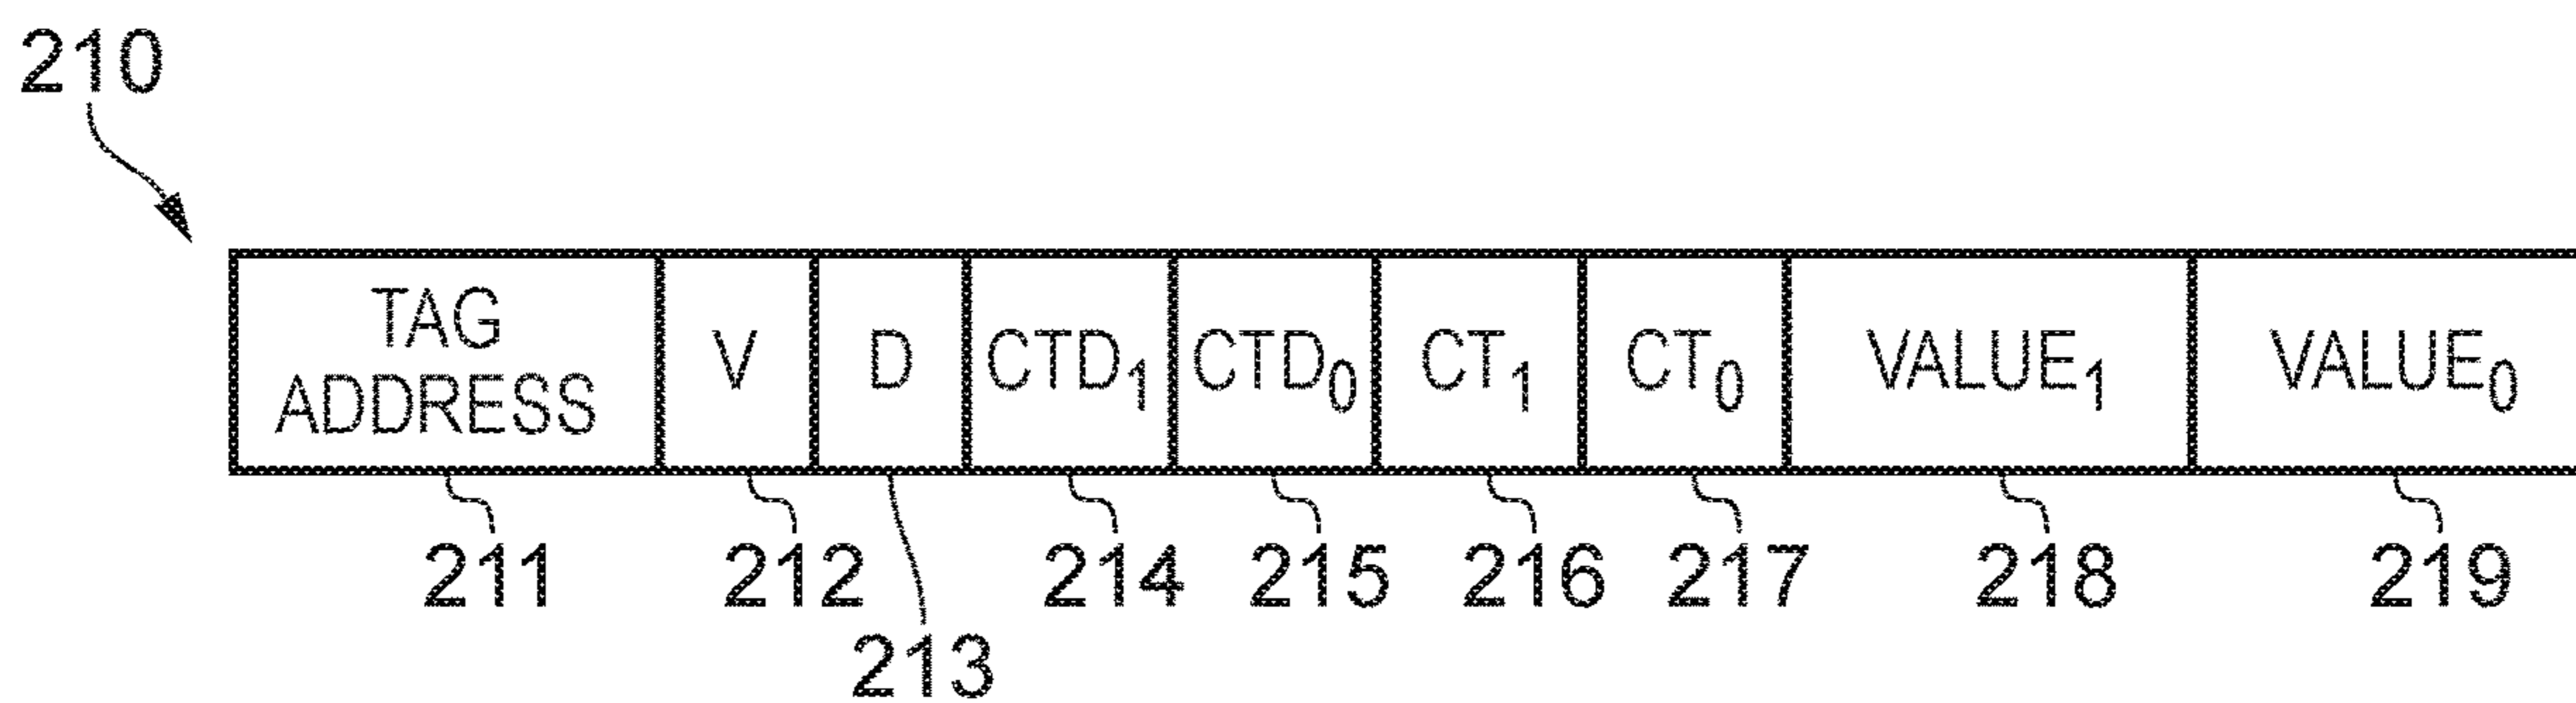 210
TAG ADDRESS V D CTD₁ CTD₀ CT₁ CT₀ VALUE₁ VALUE₀
211 212 214 215 216 217 218 219
213